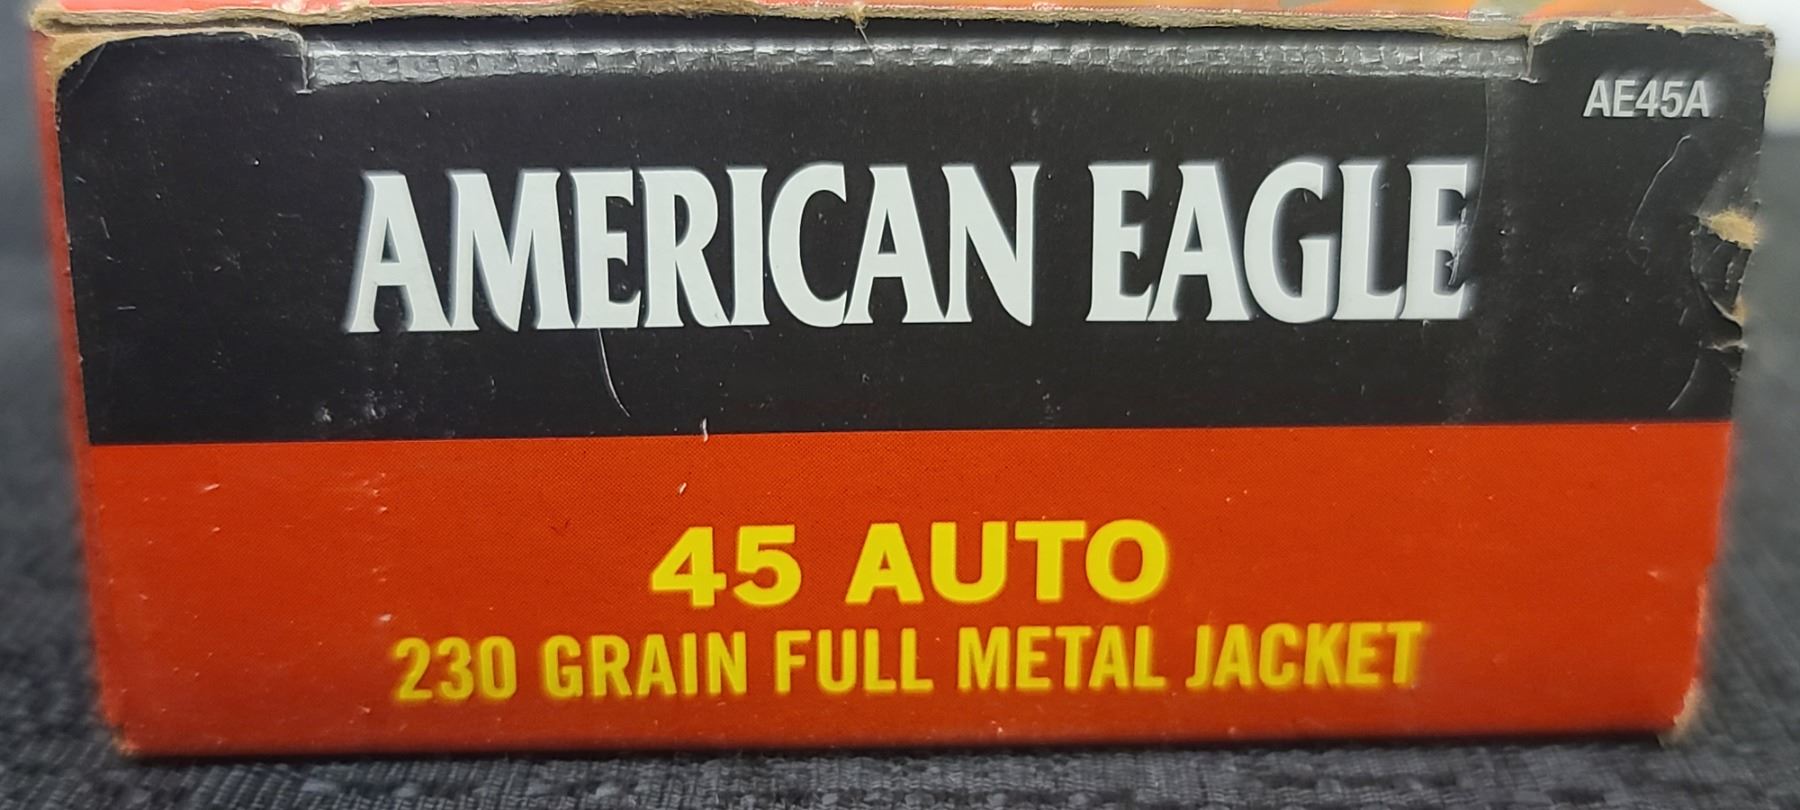 AE45A
AMERICAN EAGLE
45 AUTO
230 GRAIN FULL METAL JACKET